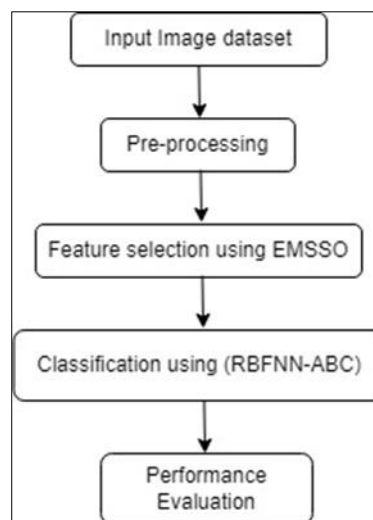 Input Image dataset
Pre-processing
Feature selection using EMSSO
Classification using (RBFNN-ABC)
Performance
Evaluation